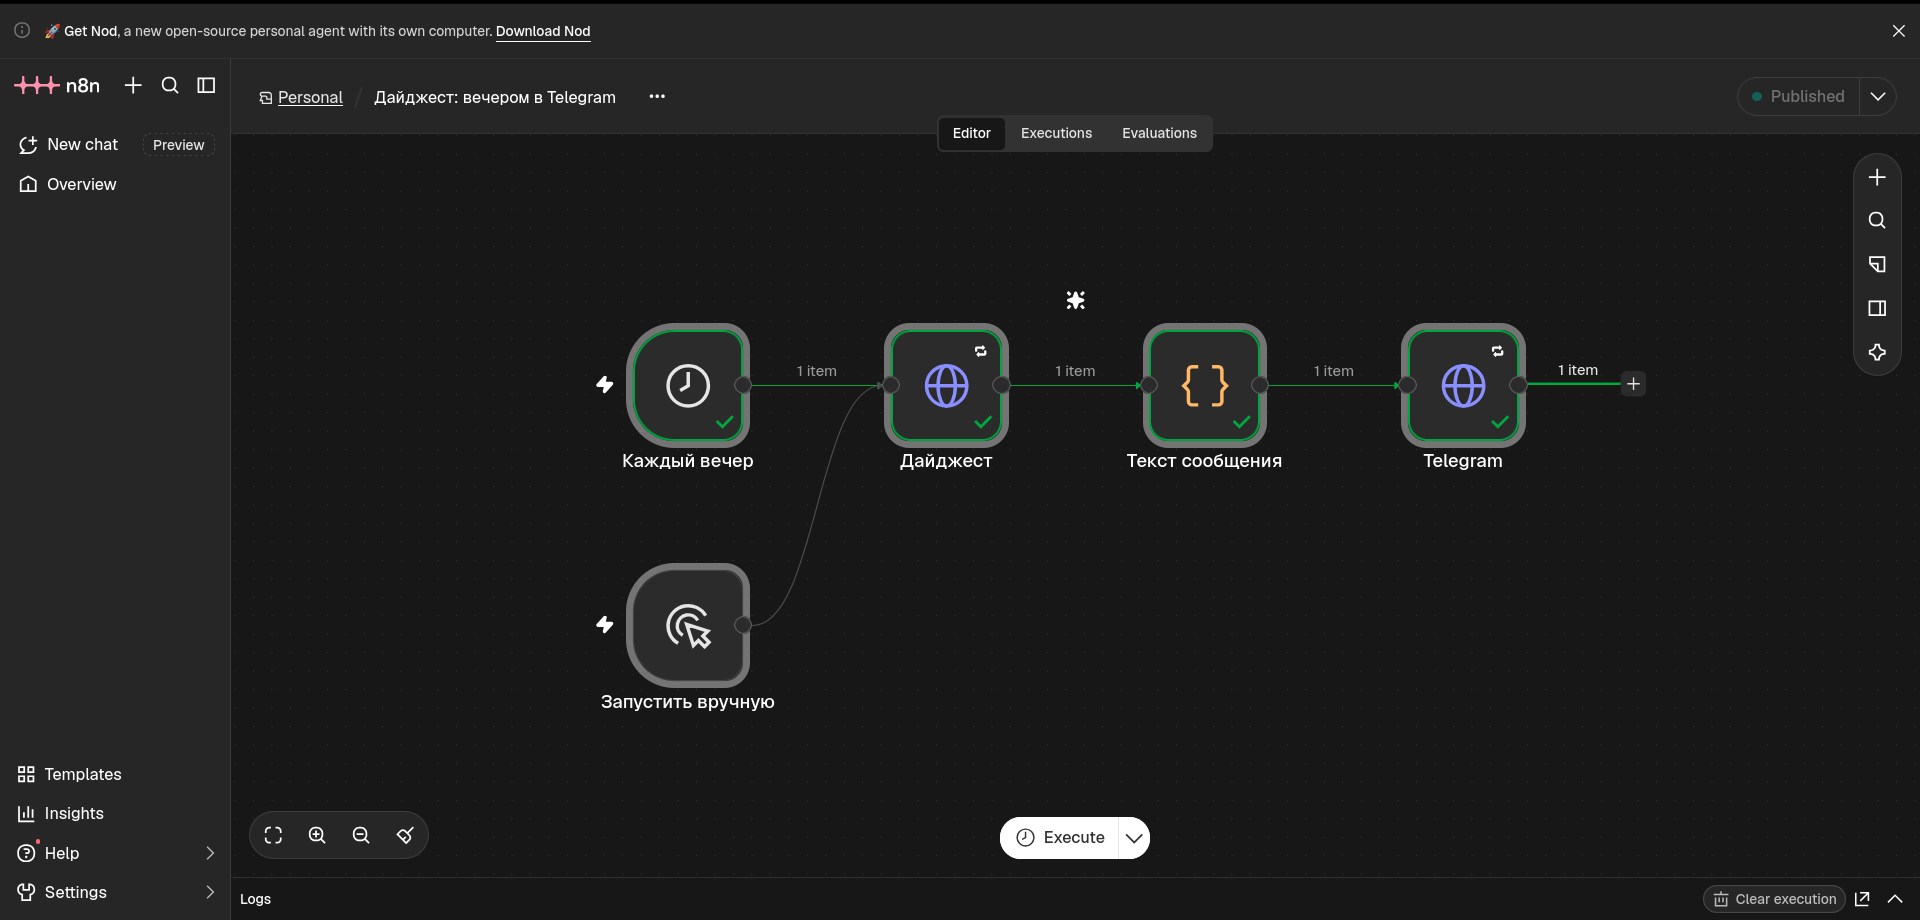 🚀 Get Nod, a new open-source personal agent with its own computer. Download Nod
n8n
Personal / Дайджест: вечером в Telegram ...
Published
Editor Executions Evaluations
New chat Preview
Overview
1 item
1 item
1 item
1 item
Каждый вечер
Дайджест
Текст сообщения
Telegram
Запустить вручную
Templates
Insights
Help
Settings
Execute
Logs
Clear execution